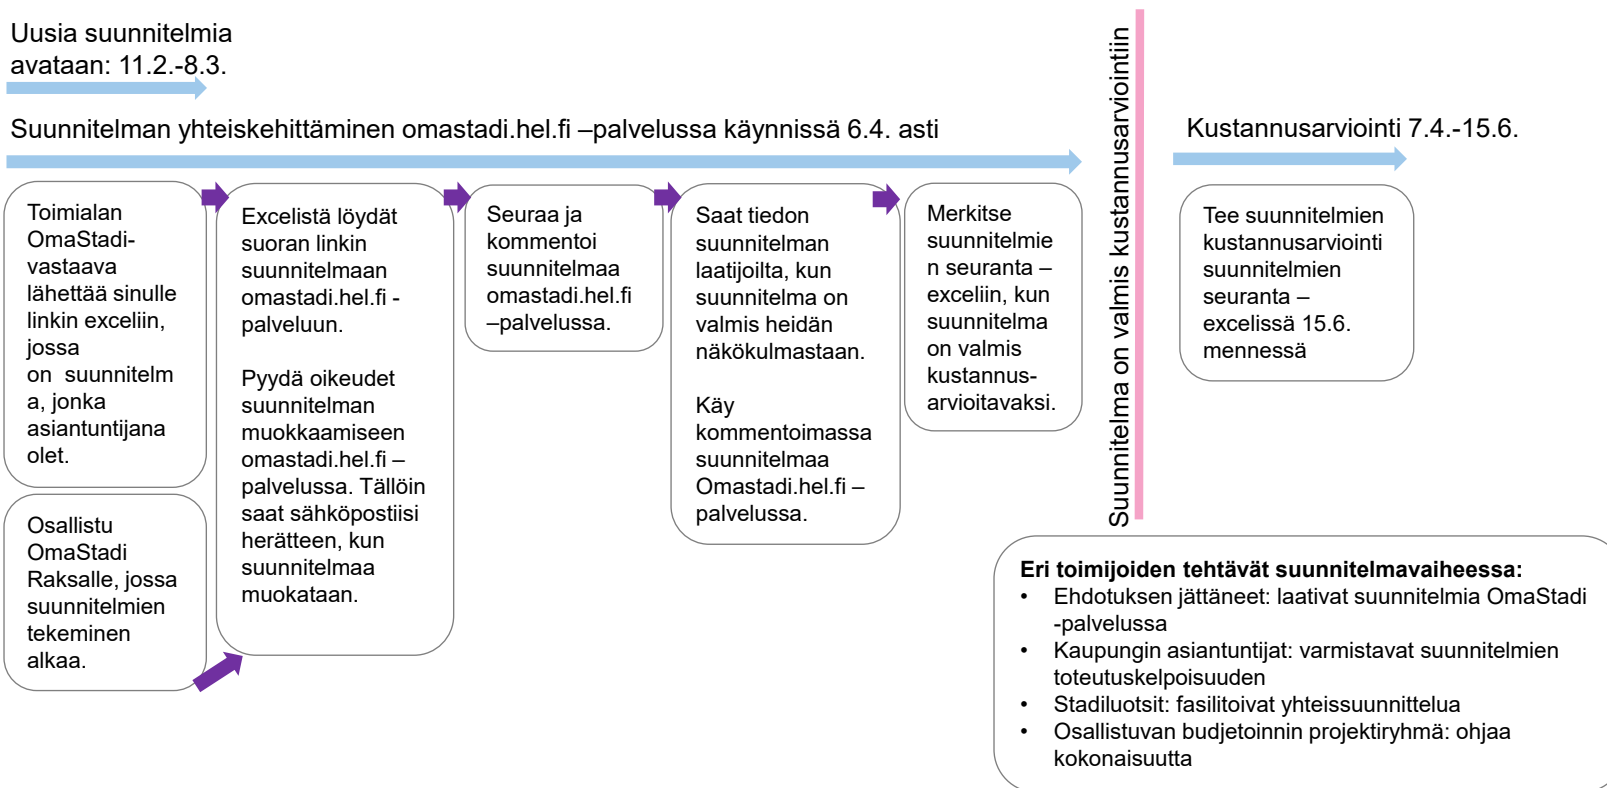 Uusia suunnitelmia
avataan: 11.2.-8.3.
Suunnitelman yhteiskehittäminen omastadi.hel.fi –palvelussa käynnissä 6.4. asti
Toimialan
OmaStadi-
vastaava
lähettää sinulle
linkin exceliin,
jossa
on  suunnitelm
a, jonka
asiantuntijana
olet.
Osallistu
OmaStadi
Raksalle, jossa
suunnitelmien
tekeminen
alkaa.
Excelistä löydät
suoran linkin
suunnitelmaan
omastadi.hel.fi -
palveluun.
Pyydä oikeudet
suunnitelman
muokkaamiseen
omastadi.hel.fi –
palvelussa. Tällöin
saat sähköpostiisi
herätteen, kun
suunnitelmaa
muokataan.
Seuraa ja
kommentoi
suunnitelmaa
omastadi.hel.fi
–palvelussa.
Saat tiedon
suunnitelman
laatijoilta, kun
suunnitelma on
valmis heidän
näkökulmastaan.
Käy
kommentoimassa
suunnitelmaa
Omastadi.hel.fi –
palvelussa.
Merkitse
suunnitelmie
n seuranta –
exceliin, kun
suunnitelma
on valmis
kustannus-
arvioitavaksi.
Suunnitelma on valmis kustannusarviointiin
Kustannusarviointi 7.4.-15.6.
Tee suunnitelmien
kustannusarviointi
suunnitelmien
seuranta –
excelissä 15.6.
mennessä
Eri toimijoiden tehtävät suunnitelmavaiheessa:
• Ehdotuksen jättäneet: laativat suunnitelmia OmaStadi
-palvelussa
• Kaupungin asiantuntijat: varmistavat suunnitelmien
toteutuskelpoisuuden
• Stadiluotsit: fasilitoivat yhteissuunnittelua
• Osallistuvan budjetoinnin projektiryhmä: ohjaa
kokonaisuutta